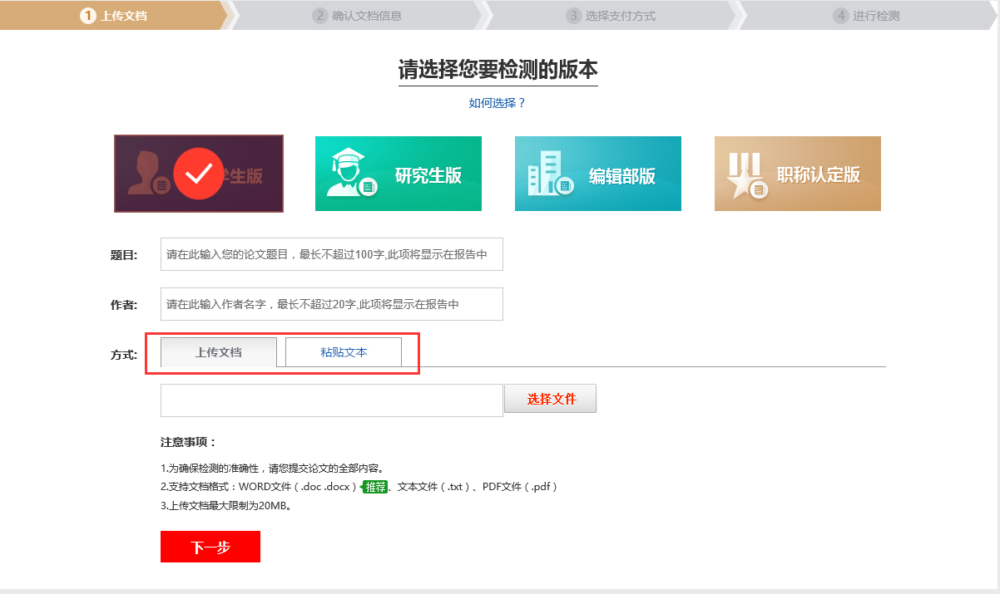 1 上传文档
2 确认文档信息
3 选择支付方式
4 进行检测
请选择您要检测的版本
如何选择？
学生版
研究生版
编辑部版
职称认定版
题目: 请在此输入您的论文题目，最长不超过100字,此项将显示在报告中
作者: 请在此输入作者名字，最长不超过20字,此项将显示在报告中
方式: 上传文档 粘贴文本
选择文件
注意事项：
1.为确保检测的准确性，请您提交论文的全部内容。
2.支持文档格式：WORD文件（.doc .docx）推荐、文本文件（.txt）、PDF文件（.pdf）
3.上传文档最大限制为20MB。
下一步